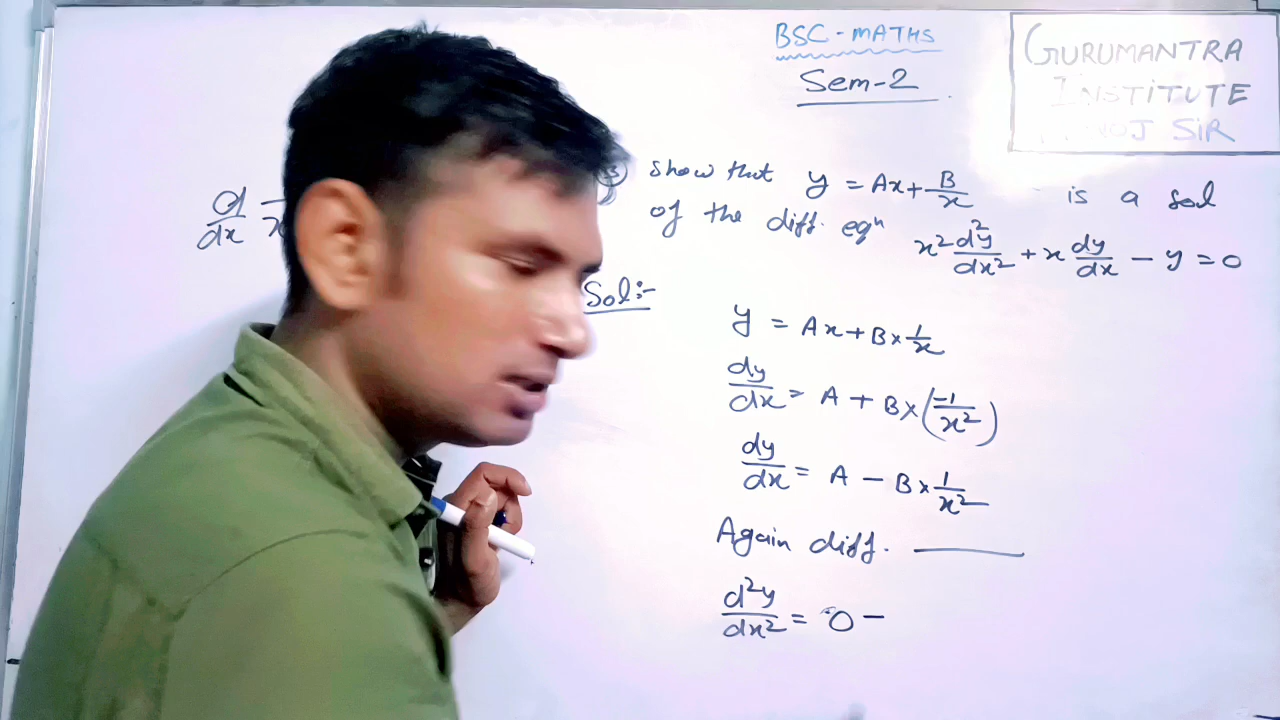 BSC-MATHS
Sem-2
GURUMANTRA
INSTITUTE
SIR
d/dx
show that y = Ax + B/x is a sol
of the diff. eqⁿ x² d²y/dx² + x dy/dx - y = 0
Sol:-
y = Ax + B × 1/x
dy/dx = A + B × (-1/x²)
dy/dx = A - B × 1/x²
Again diff.
d²y/dx² = 0 -